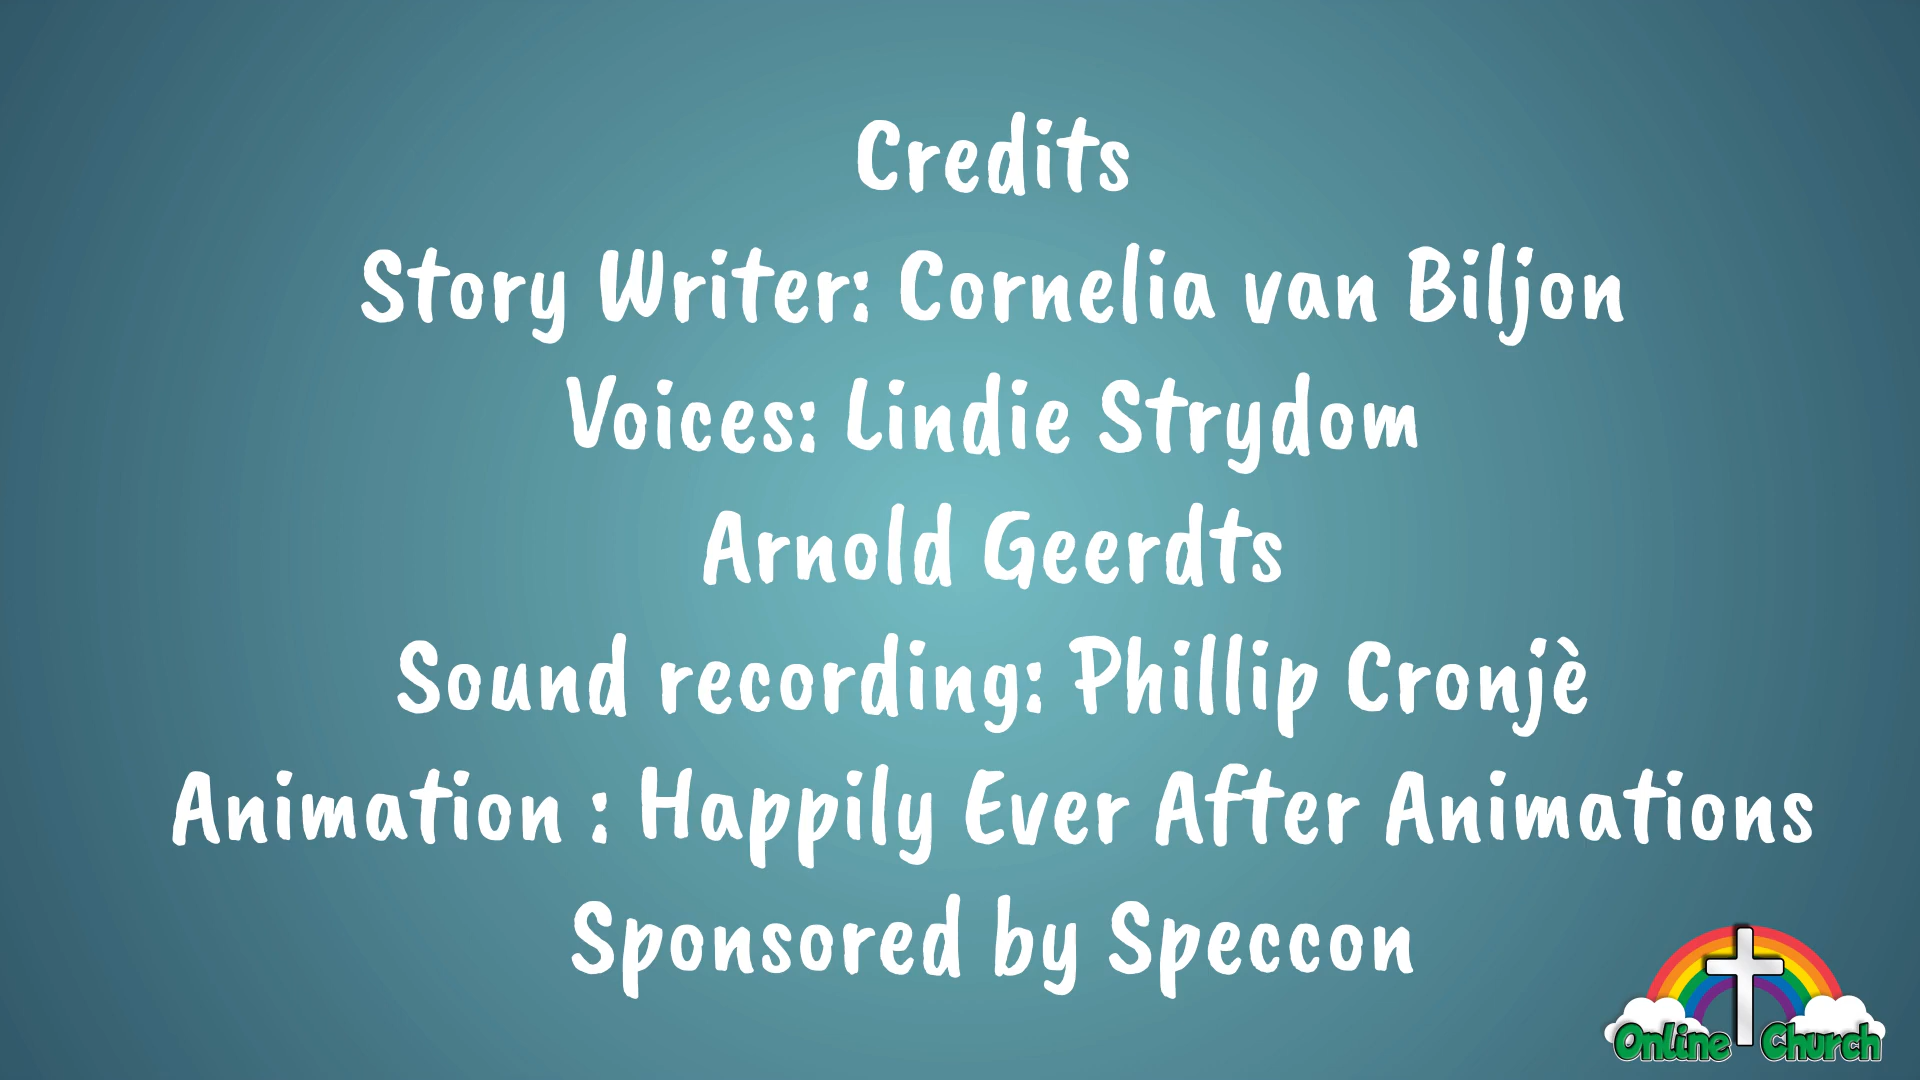 Credits
Story Writer: Cornelia van Biljon
Voices: Lindie Strydom
Arnold Geerdts
Sound recording: Phillip Cronjè
Animation : Happily Ever After Animations
Sponsored by Speccon
Online Church